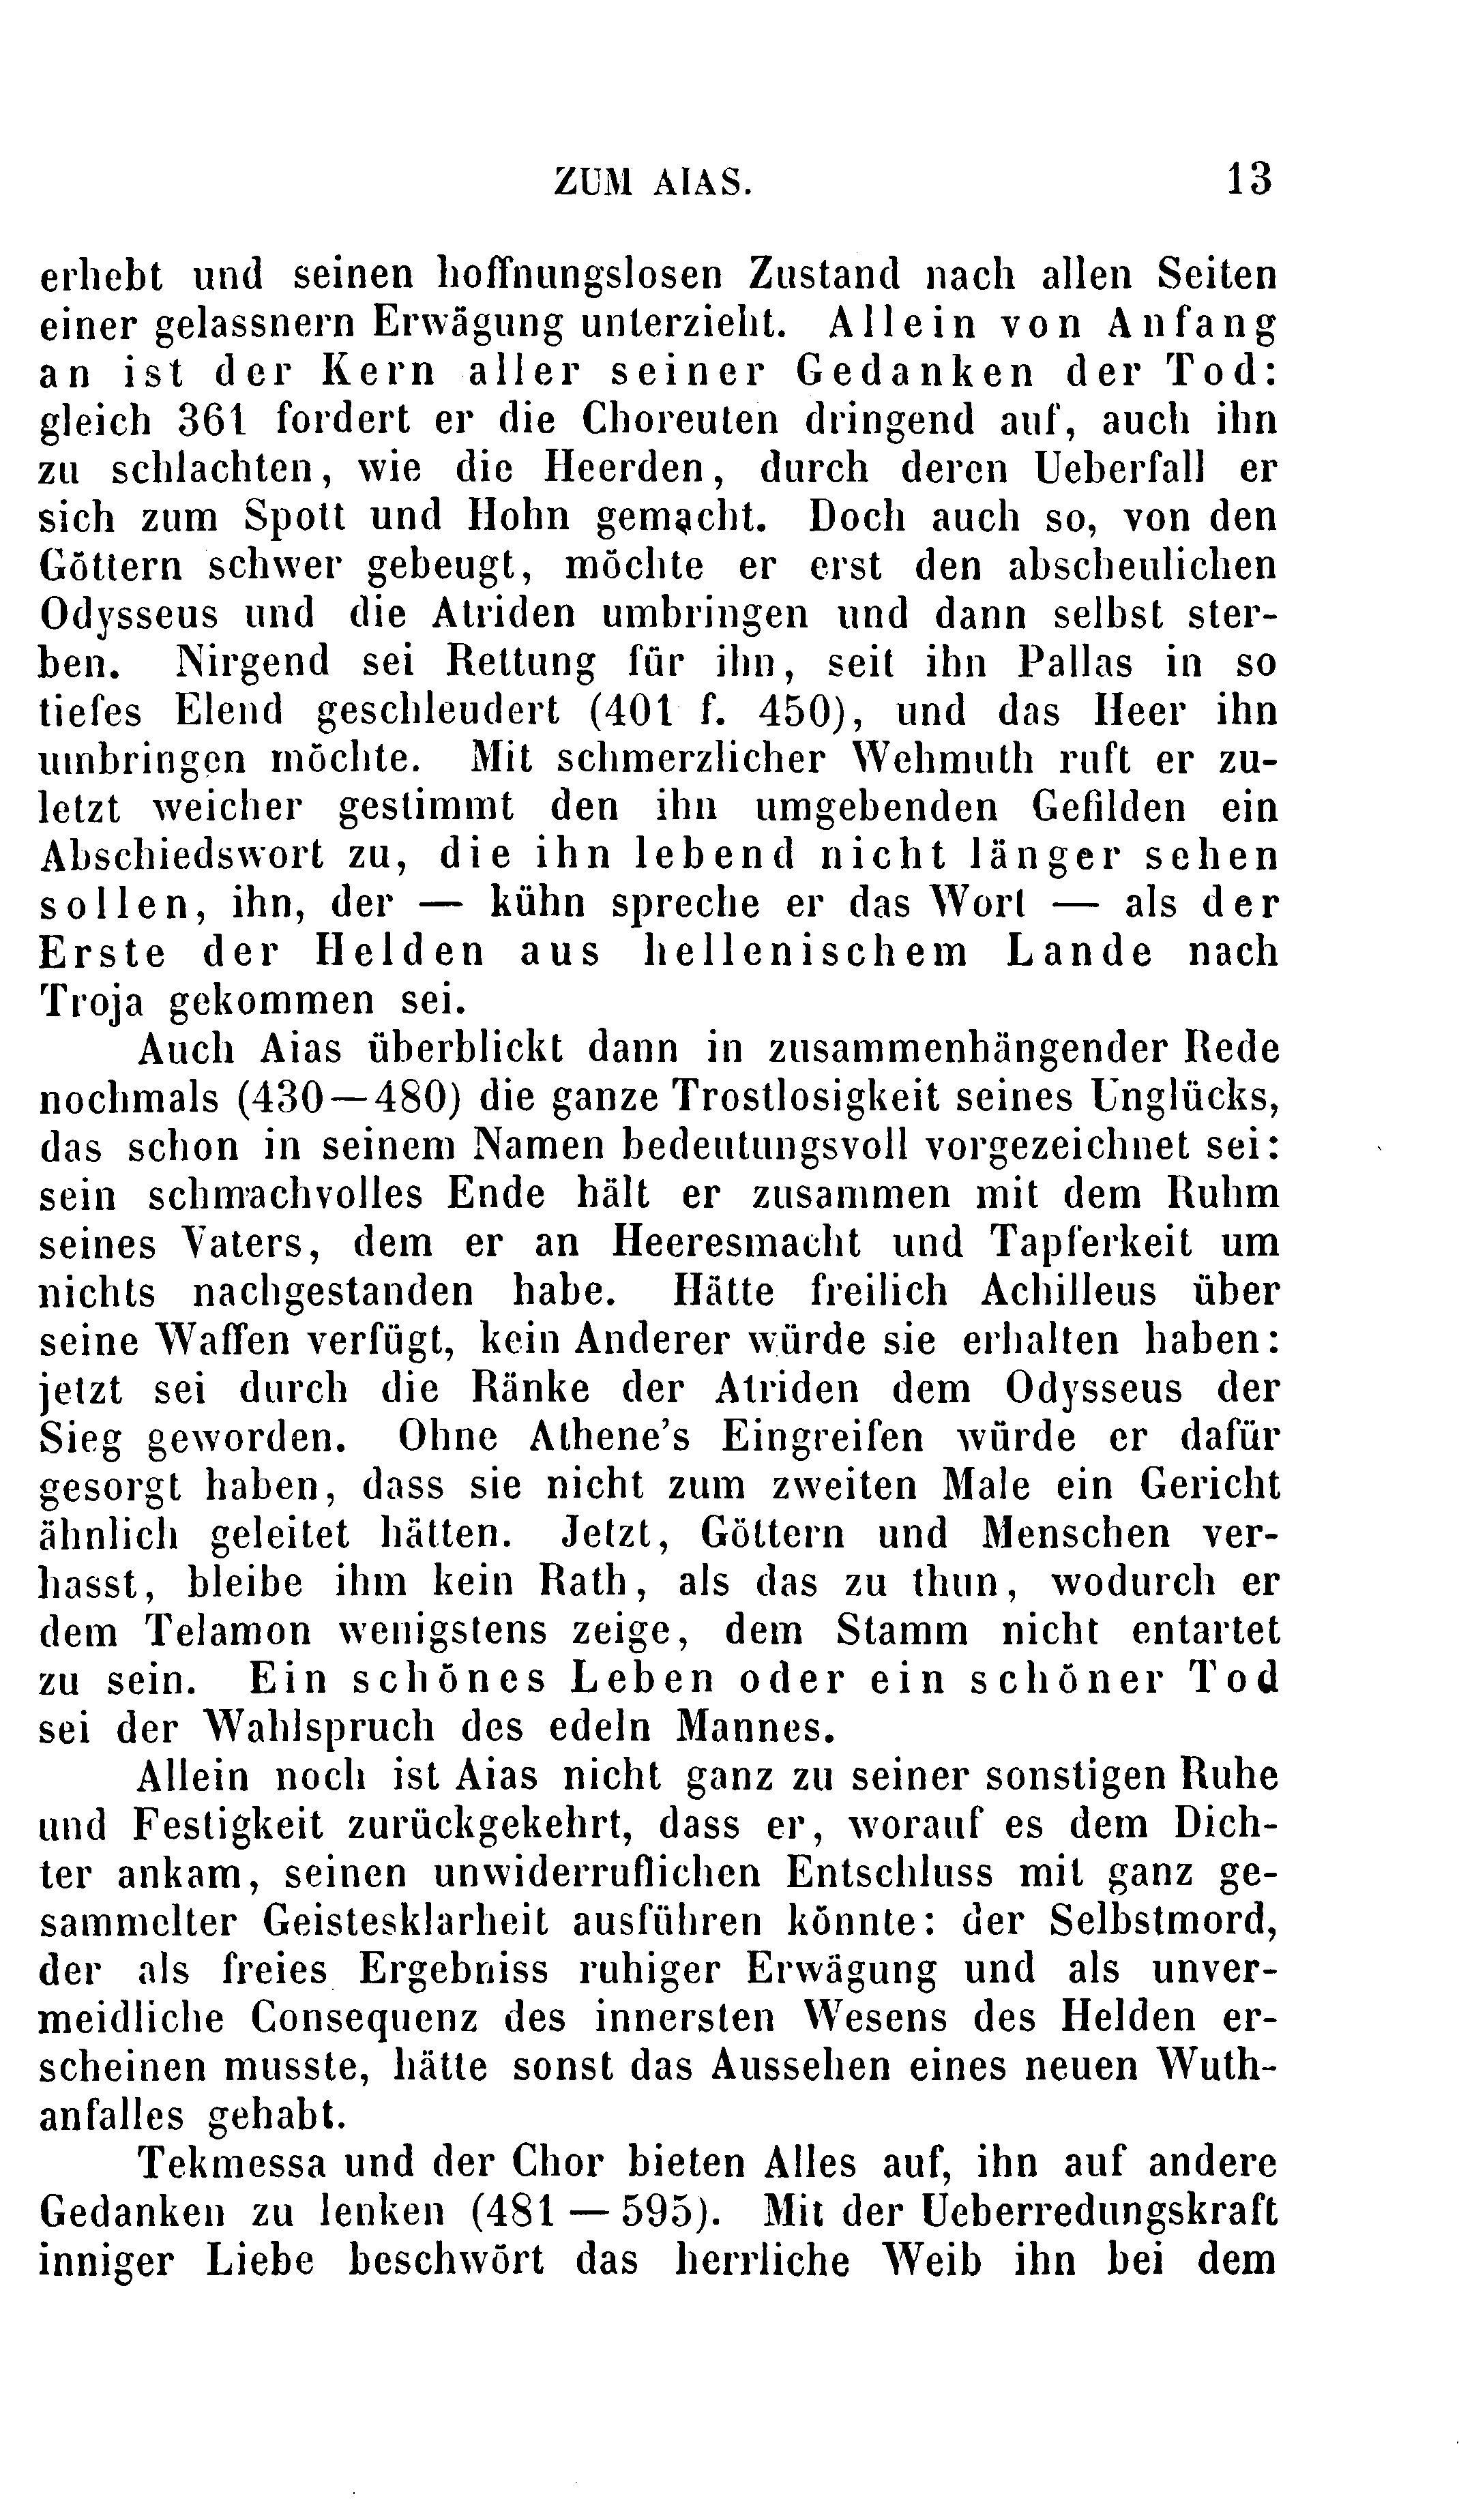 ZUM AIAS. 13
erhebt und seinen hoffnungslosen Zustand nach allen Seiten
einer gelassnern Erwägung unterzieht. Allein von Anfang
an ist der Kern aller seiner Gedanken der Tod:
gleich 361 fordert er die Choreuten dringend auf, auch ihn
zu schlachten, wie die Heerden, durch deren Ueberfall er
sich zum Spott und Hohn gemacht. Doch auch so, von den
Göttern schwer gebeugt, möchte er erst den abscheulichen
Odysseus und die Atriden umbringen und dann selbst ster-
ben. Nirgend sei Rettung für ihn, seit ihn Pallas in so
tiefes Elend geschleudert (401 f. 450), und das Heer ihn
umbringen möchte. Mit schmerzlicher Wehmuth ruft er zu-
letzt weicher gestimmt den ihn umgebenden Gefilden ein
Abschiedswort zu, die ihn lebend nicht länger sehen
sollen, ihn, der — kühn spreche er das Wort — als der
Erste der Helden aus hellenischem Lande nach
Troja gekommen sei.
Auch Aias überblickt dann in zusammenhängender Rede
nochmals (430—480) die ganze Trostlosigkeit seines Unglücks,
das schon in seinem Namen bedeutungsvoll vorgezeichnet sei:
sein schmachvolles Ende hält er zusammen mit dem Ruhm
seines Vaters, dem er an Heeresmacht und Tapferkeit um
nichts nachgestanden habe. Hätte freilich Achilleus über
seine Waffen verfügt, kein Anderer würde sie erhalten haben:
jetzt sei durch die Ränke der Atriden dem Odysseus der
Sieg geworden. Ohne Athene's Eingreifen würde er dafür
gesorgt haben, dass sie nicht zum zweiten Male ein Gericht
ähnlich geleitet hätten. Jetzt, Göttern und Menschen ver-
hasst, bleibe ihm kein Rath, als das zu thun, wodurch er
dem Telamon wenigstens zeige, dem Stamm nicht entartet
zu sein. Ein schönes Leben oder ein schöner Tod
sei der Wahlspruch des edeln Mannes.
Allein noch ist Aias nicht ganz zu seiner sonstigen Ruhe
und Festigkeit zurückgekehrt, dass er, worauf es dem Dich-
ter ankam, seinen unwiderruflichen Entschluss mit ganz ge-
sammelter Geistesklarheit ausführen könnte: der Selbstmord,
der als freies Ergebniss ruhiger Erwägung und als unver-
meidliche Consequenz des innersten Wesens des Helden er-
scheinen musste, hätte sonst das Aussehen eines neuen Wuth-
anfalles gehabt.
Tekmessa und der Chor bieten Alles auf, ihn auf andere
Gedanken zu lenken (481 — 595). Mit der Ueberredungskraft
inniger Liebe beschwört das herrliche Weib ihn bei dem